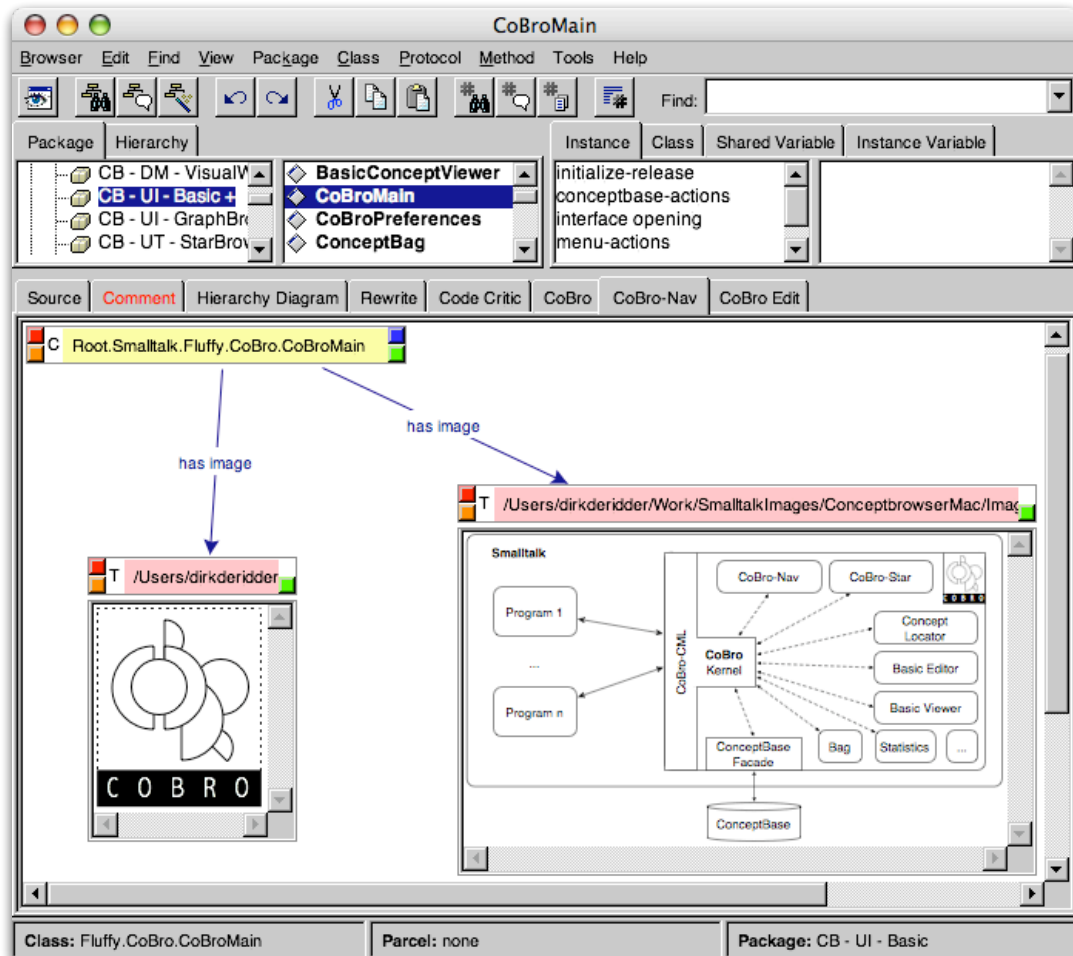 CoBroMain
Browser Edit Find View Package Class Protocol Method Tools Help
Find:
Package Hierarchy
Instance Class Shared Variable Instance Variable
CB - DM - VisualW
CB - UI - Basic +
CB - UI - GraphBro
CB - UT - StarBrow
BasicConceptViewer
CoBroMain
CoBroPreferences
ConceptBag
initialize-release
conceptbase-actions
interface opening
menu-actions
Source Comment Hierarchy Diagram Rewrite Code Critic CoBro CoBro-Nav CoBro Edit
C Root.Smalltalk.Fluffy.CoBro.CoBroMain
has image
has image
T /Users/dirkderidder/Work/SmalltalkImages/ConceptbrowserMac/Imag
T /Users/dirkderidder
COBRO
Smalltalk
Program 1
...
Program n
CoBro-CML
CoBro
Kernel
CoBro-Nav
CoBro-Star
COBRO
Concept
Locator
Basic Editor
Basic Viewer
Bag
Statistics
...
ConceptBase
Facade
ConceptBase
Class: Fluffy.CoBro.CoBroMain
Parcel: none
Package: CB - UI - Basic